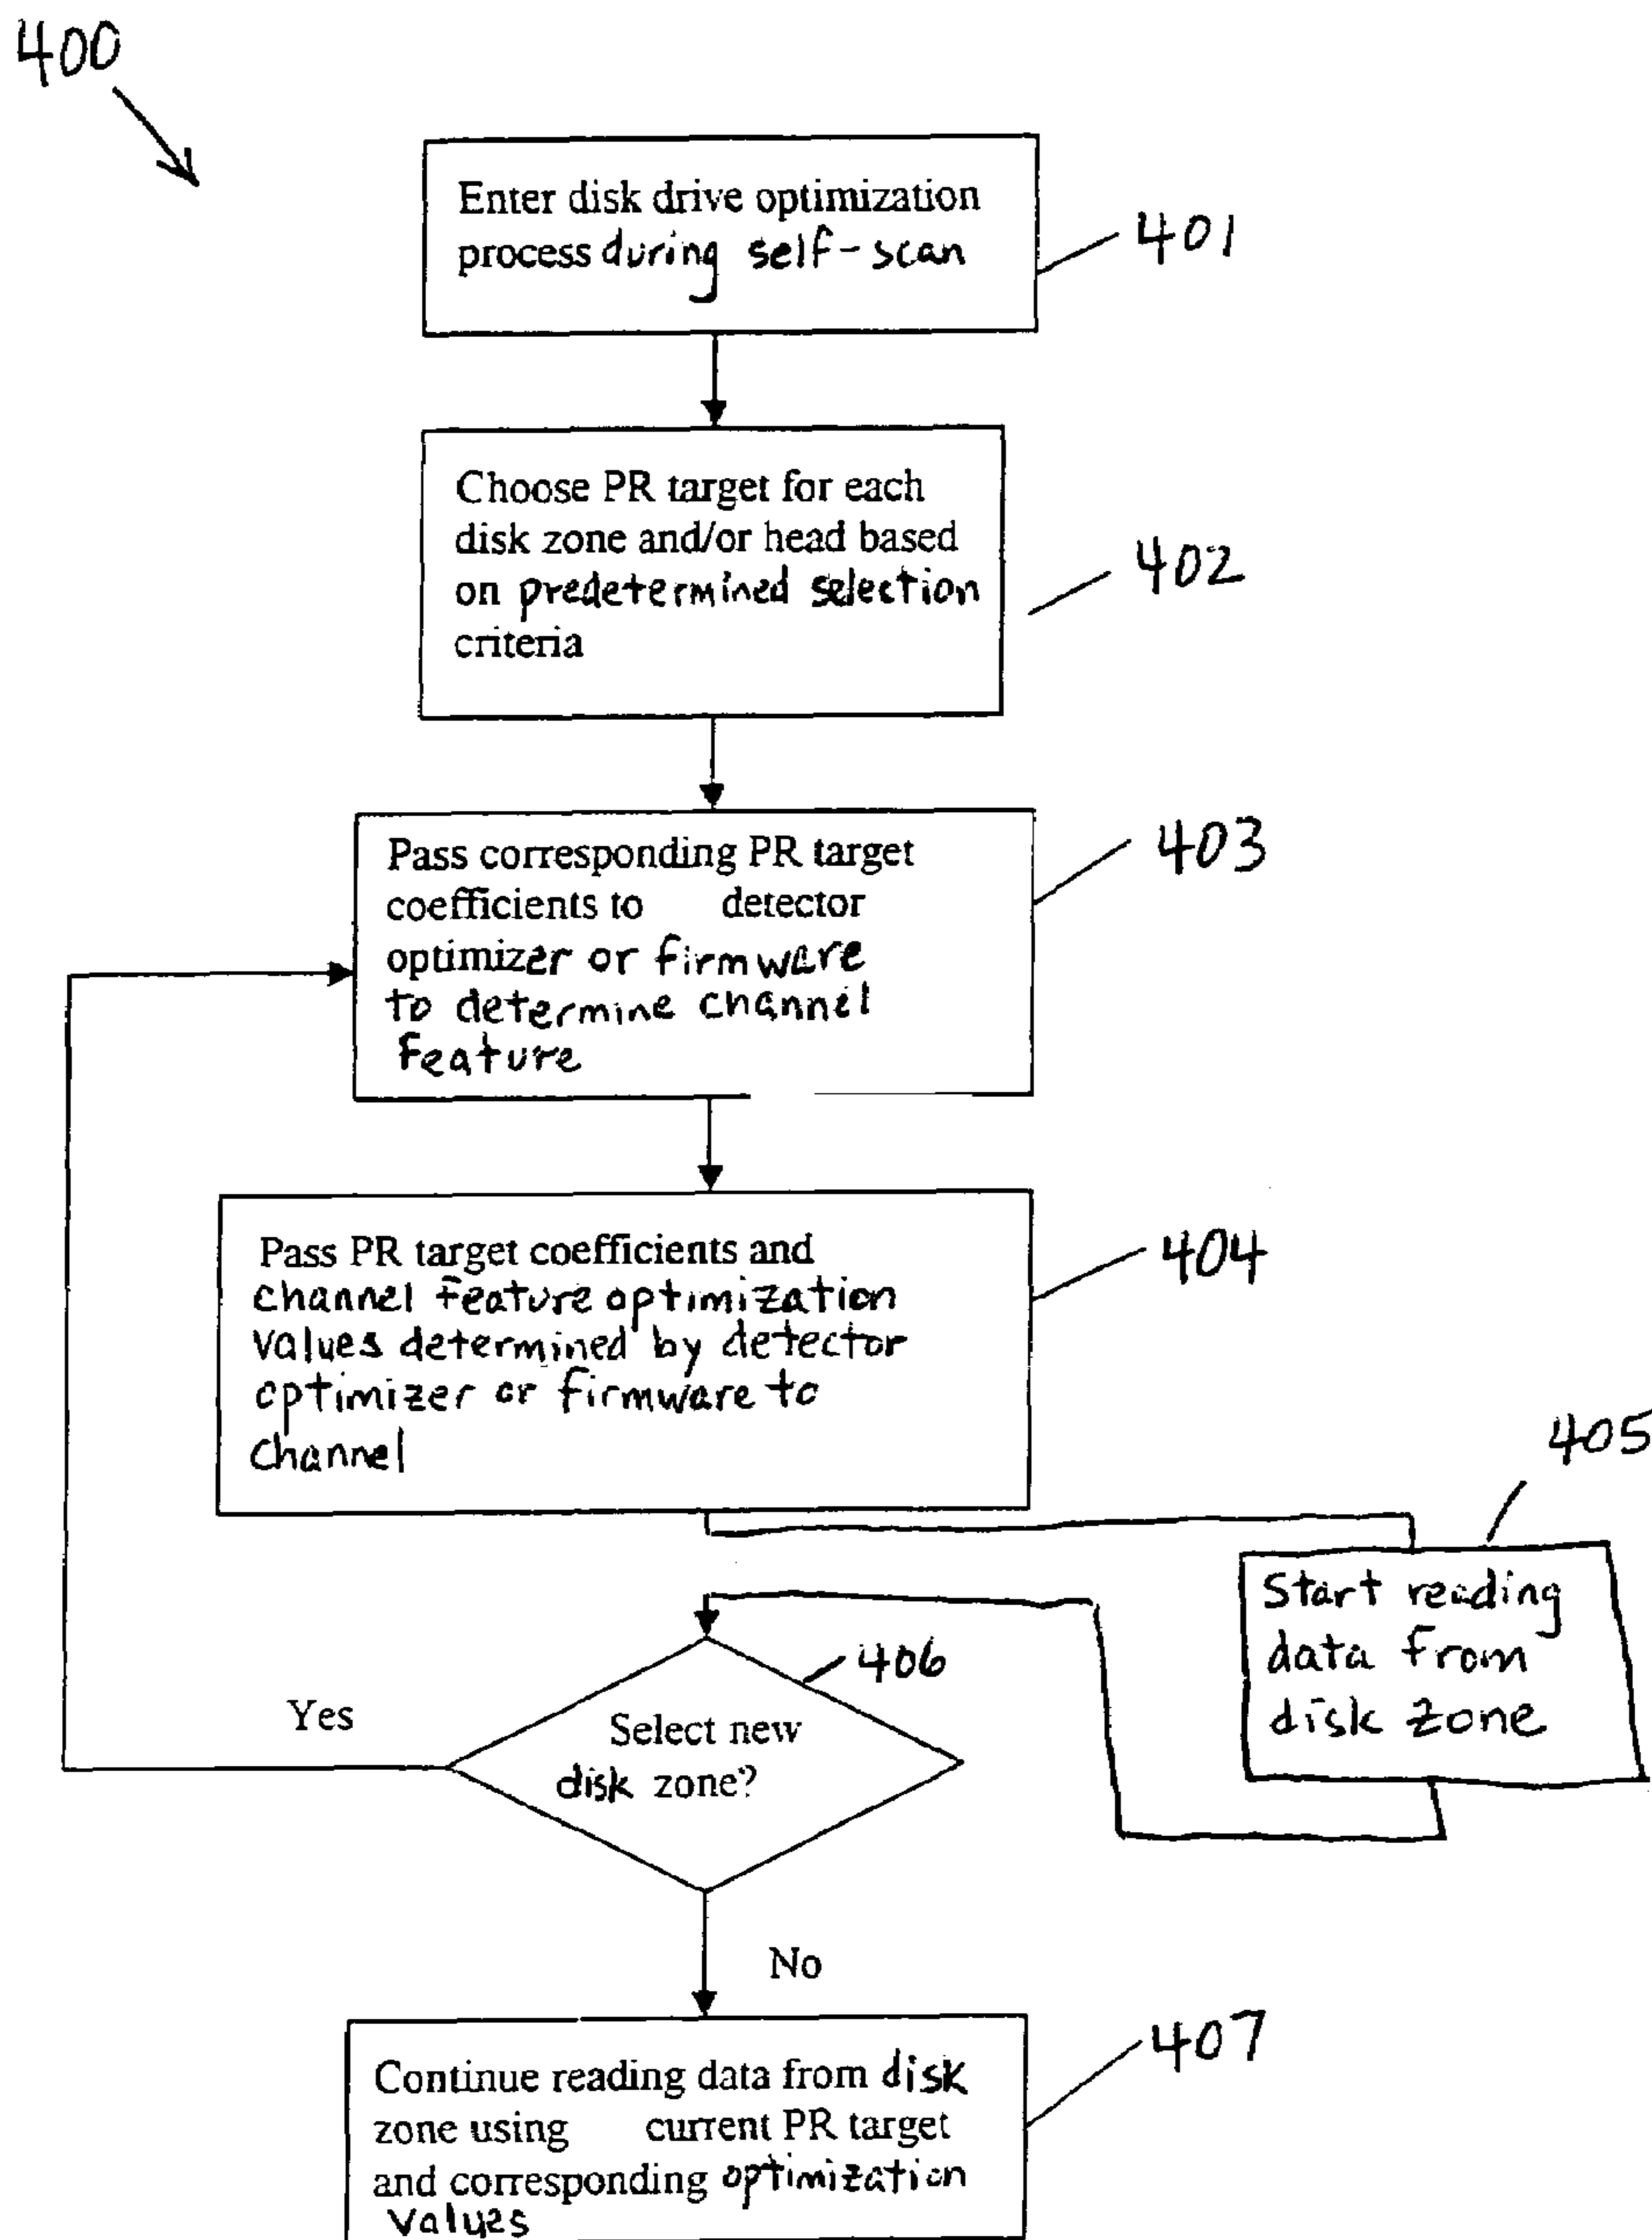 400
Enter disk drive optimization
process during self-scan
401
Choose PR target for each
disk zone and/or head based
on predetermined selection
criteria
402
Pass corresponding PR target
coefficients to detector
optimizer or firmware
to determine channel
feature
403
Pass PR target coefficients and
channel feature optimization
values determined by detector
optimizer or firmware to
channel
404
405
Start reading
data from
disk zone
406
Select new
disk zone?
Yes
No
Continue reading data from disk
zone using current PR target
and corresponding optimization
values
407